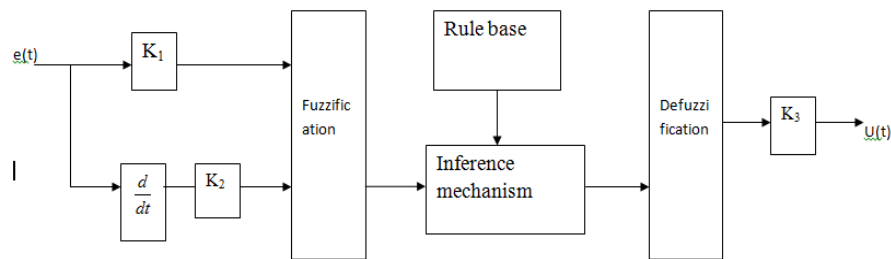 e(t)
K1
Rule base
Fuzzific
ation
Defuzzi
fication
K3
U(t)
d
dt
K2
Inference
mechanism